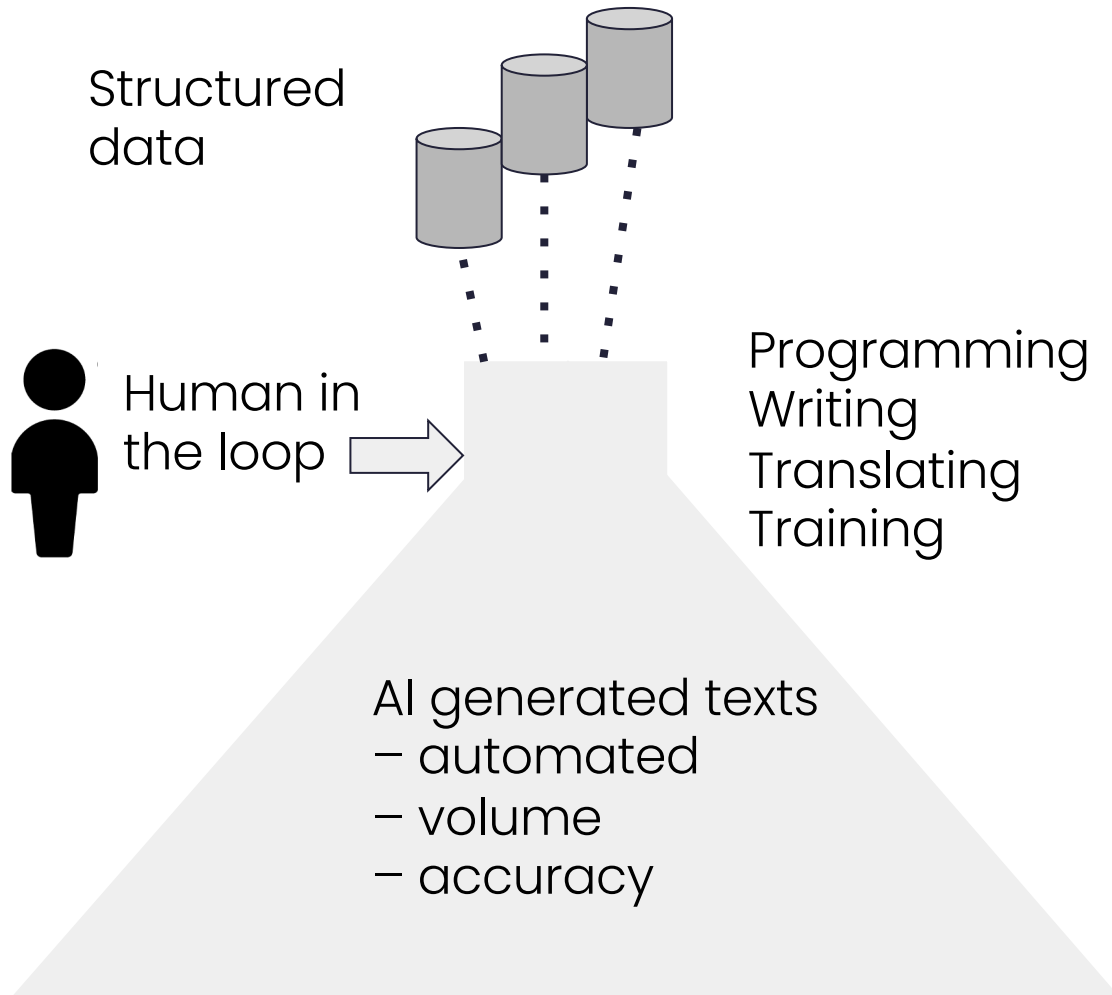 Structured
data
Human in
the loop
Programming
Writing
Translating
Training
AI generated texts
– automated
– volume
– accuracy